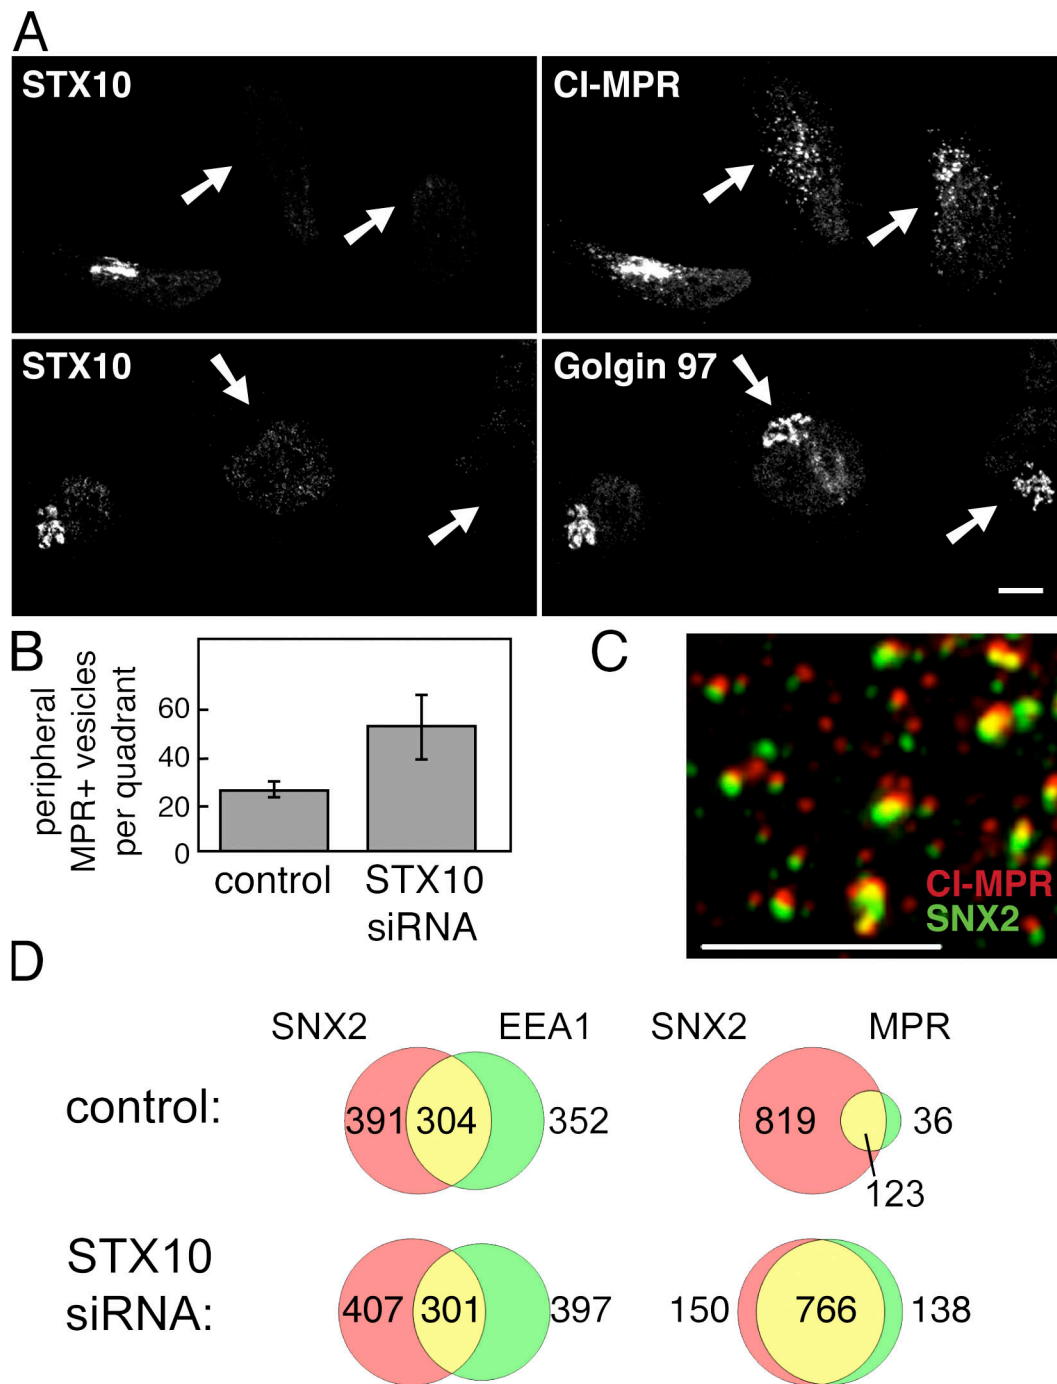 A
STX10
CI-MPR
STX10
Golgin 97
B
peripheral
MPR+ vesicles
per quadrant
60
40
20
0
control
STX10
siRNA
C
CI-MPR
SNX2
D
SNX2
EEA1
SNX2
MPR
control:
391
304
352
819
36
123
STX10
siRNA:
407
301
397
150
766
138